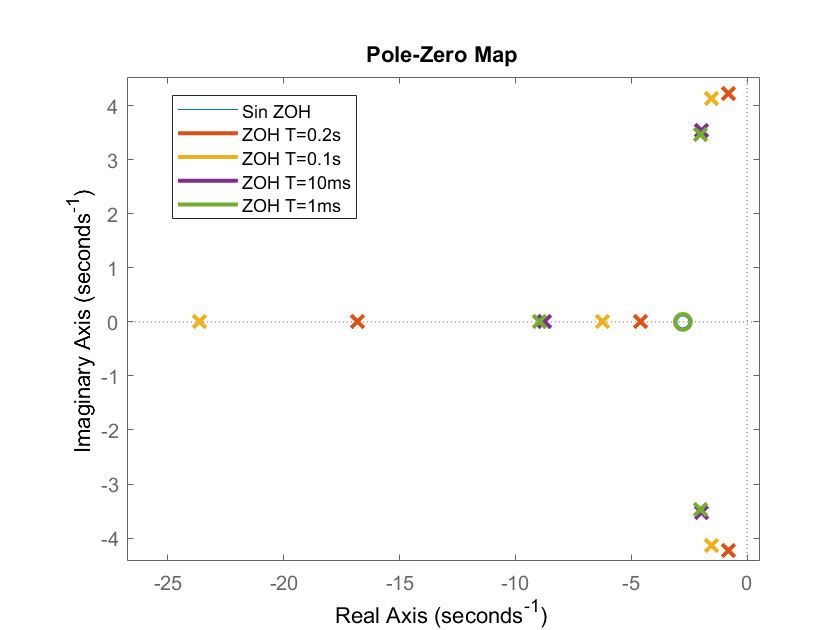 Pole-Zero Map
Sin ZOH
ZOH T=0.2s
ZOH T=0.1s
ZOH T=10ms
ZOH T=1ms
4
3
2
1
0
-1
-2
-3
-4
Imaginary Axis (seconds⁻¹)
-25 -20 -15 -10 -5 0
Real Axis (seconds⁻¹)